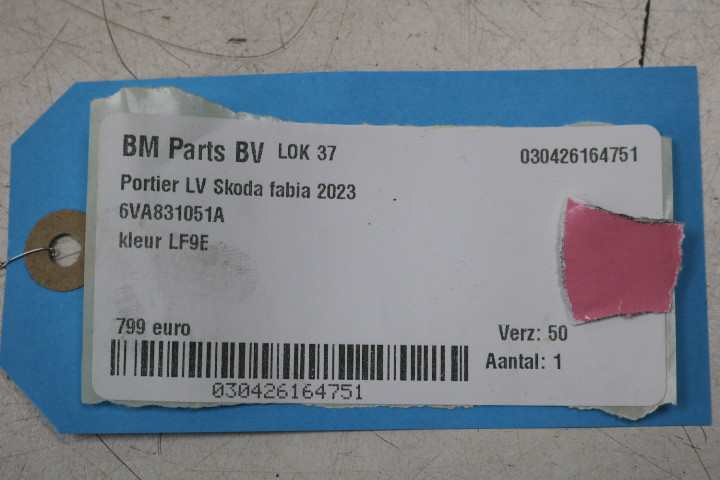 BM Parts BV LOK 37
030426164751
Portier LV Skoda fabia 2023
6VA831051A
kleur LF9E
799 euro
Verz: 50
Aantal: 1
030426164751